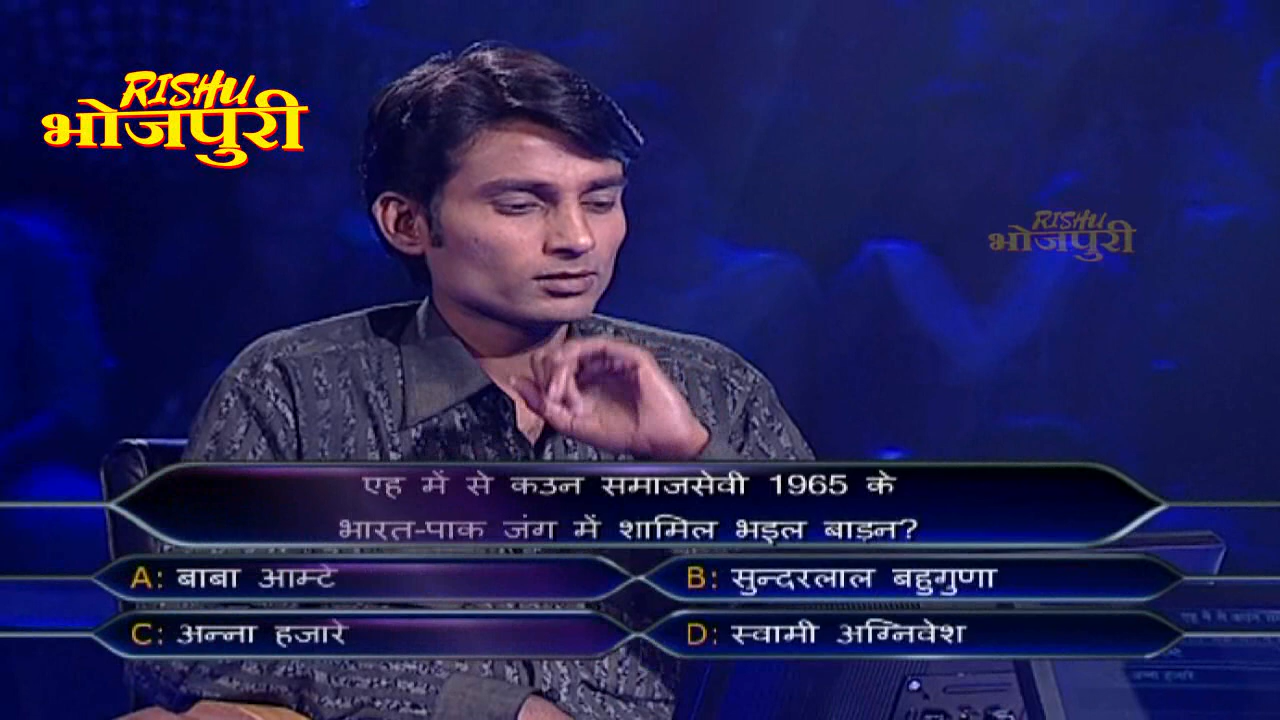 RISHU
भोजपुरी
RISHU
भोजपुरी
एह में से कउन समाजसेवी 1965 के
भारत-पाक जंग में शामिल भइल बाड़न?
A: बाबा आम्टे
B: सुन्दरलाल बहुगुणा
C: अन्ना हजारे
D: स्वामी अग्निवेश